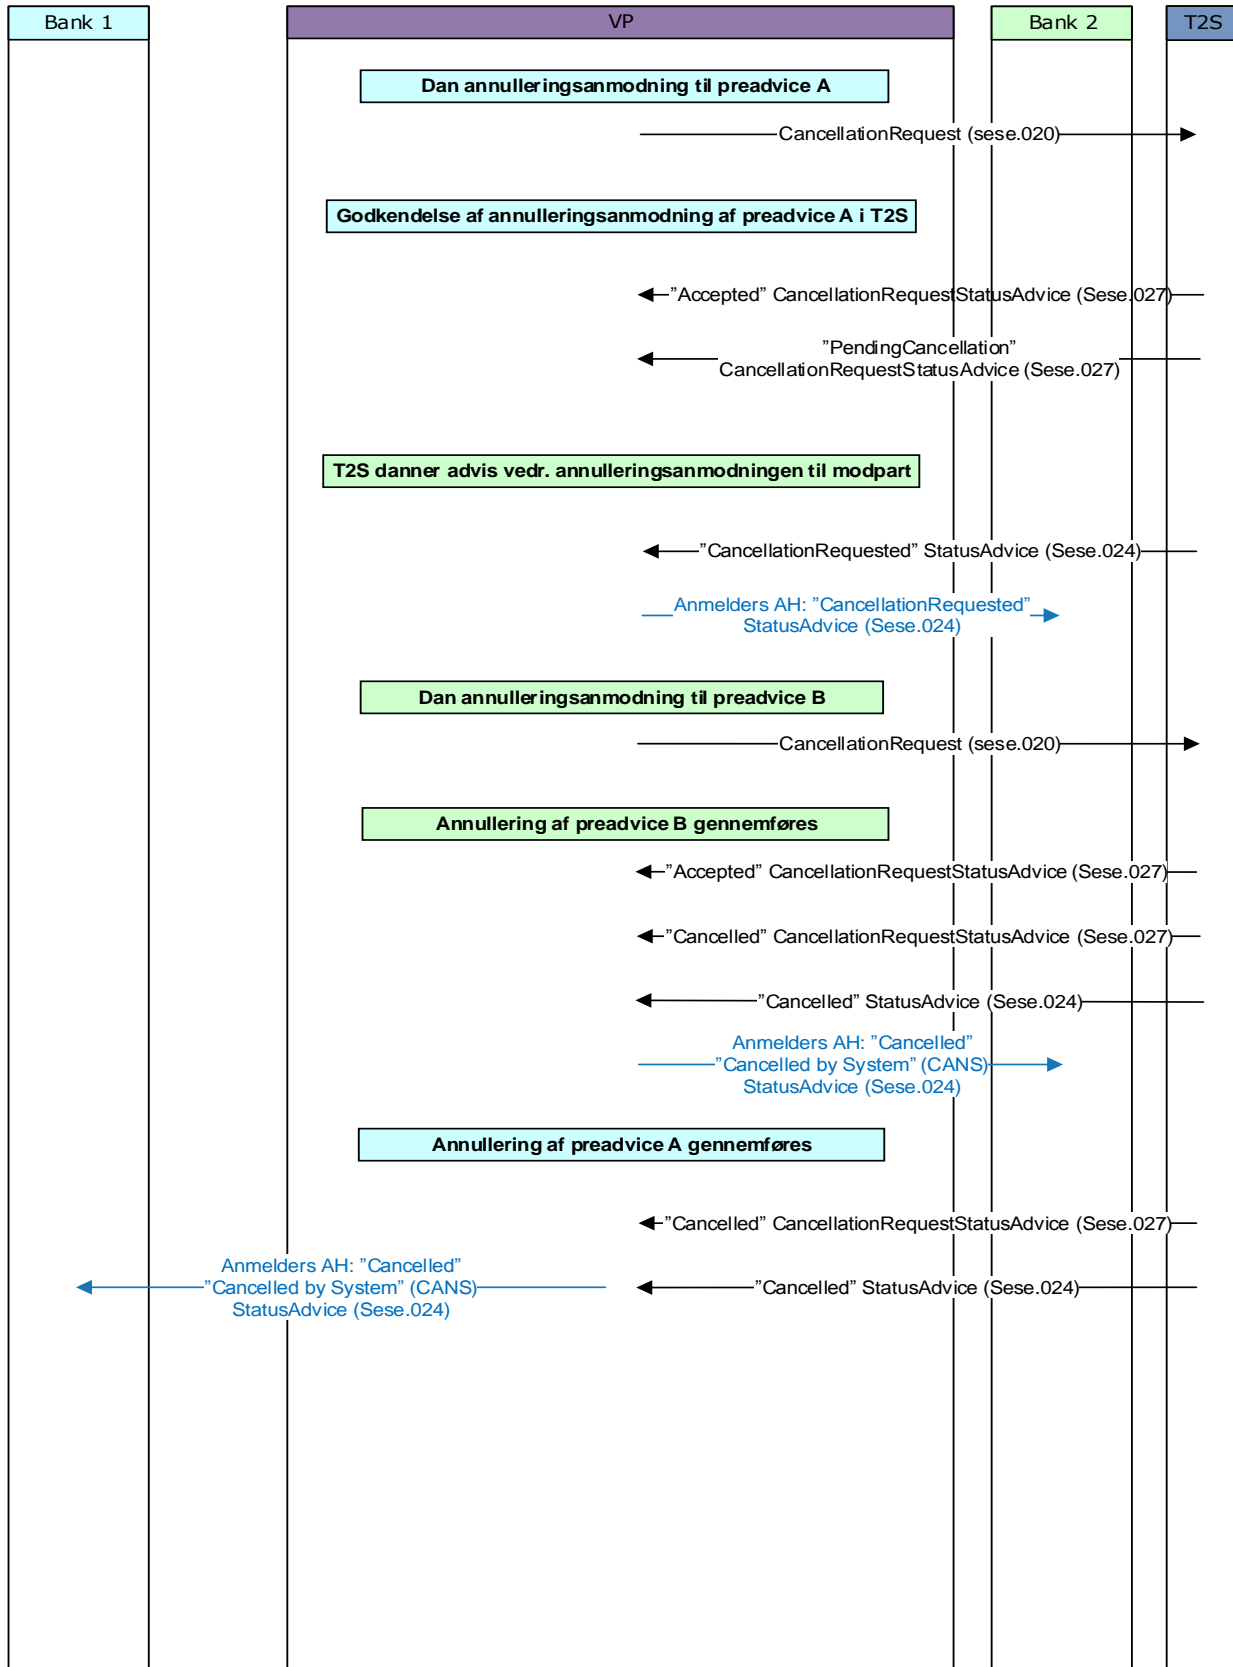 Bank 1
VP
Bank 2
T2S
Dan annulleringsanmodning til preadvice A
CancellationRequest (sese.020)
Godkendelse af annulleringsanmodning af preadvice A i T2S
”Accepted” CancellationRequestStatusAdvice (Sese.027)
”PendingCancellation”
CancellationRequestStatusAdvice (Sese.027)
T2S danner advis vedr. annulleringsanmodningen til modpart
”CancellationRequested” StatusAdvice (Sese.024)
Anmelders AH: ”CancellationRequested”
StatusAdvice (Sese.024)
Dan annulleringsanmodning til preadvice B
CancellationRequest (sese.020)
Annullering af preadvice B gennemføres
”Accepted” CancellationRequestStatusAdvice (Sese.027)
”Cancelled” CancellationRequestStatusAdvice (Sese.027)
”Cancelled” StatusAdvice (Sese.024)
Anmelders AH: ”Cancelled”
”Cancelled by System” (CANS)
StatusAdvice (Sese.024)
Annullering af preadvice A gennemføres
”Cancelled” CancellationRequestStatusAdvice (Sese.027)
Anmelders AH: ”Cancelled”
”Cancelled by System” (CANS)
StatusAdvice (Sese.024)
”Cancelled” StatusAdvice (Sese.024)